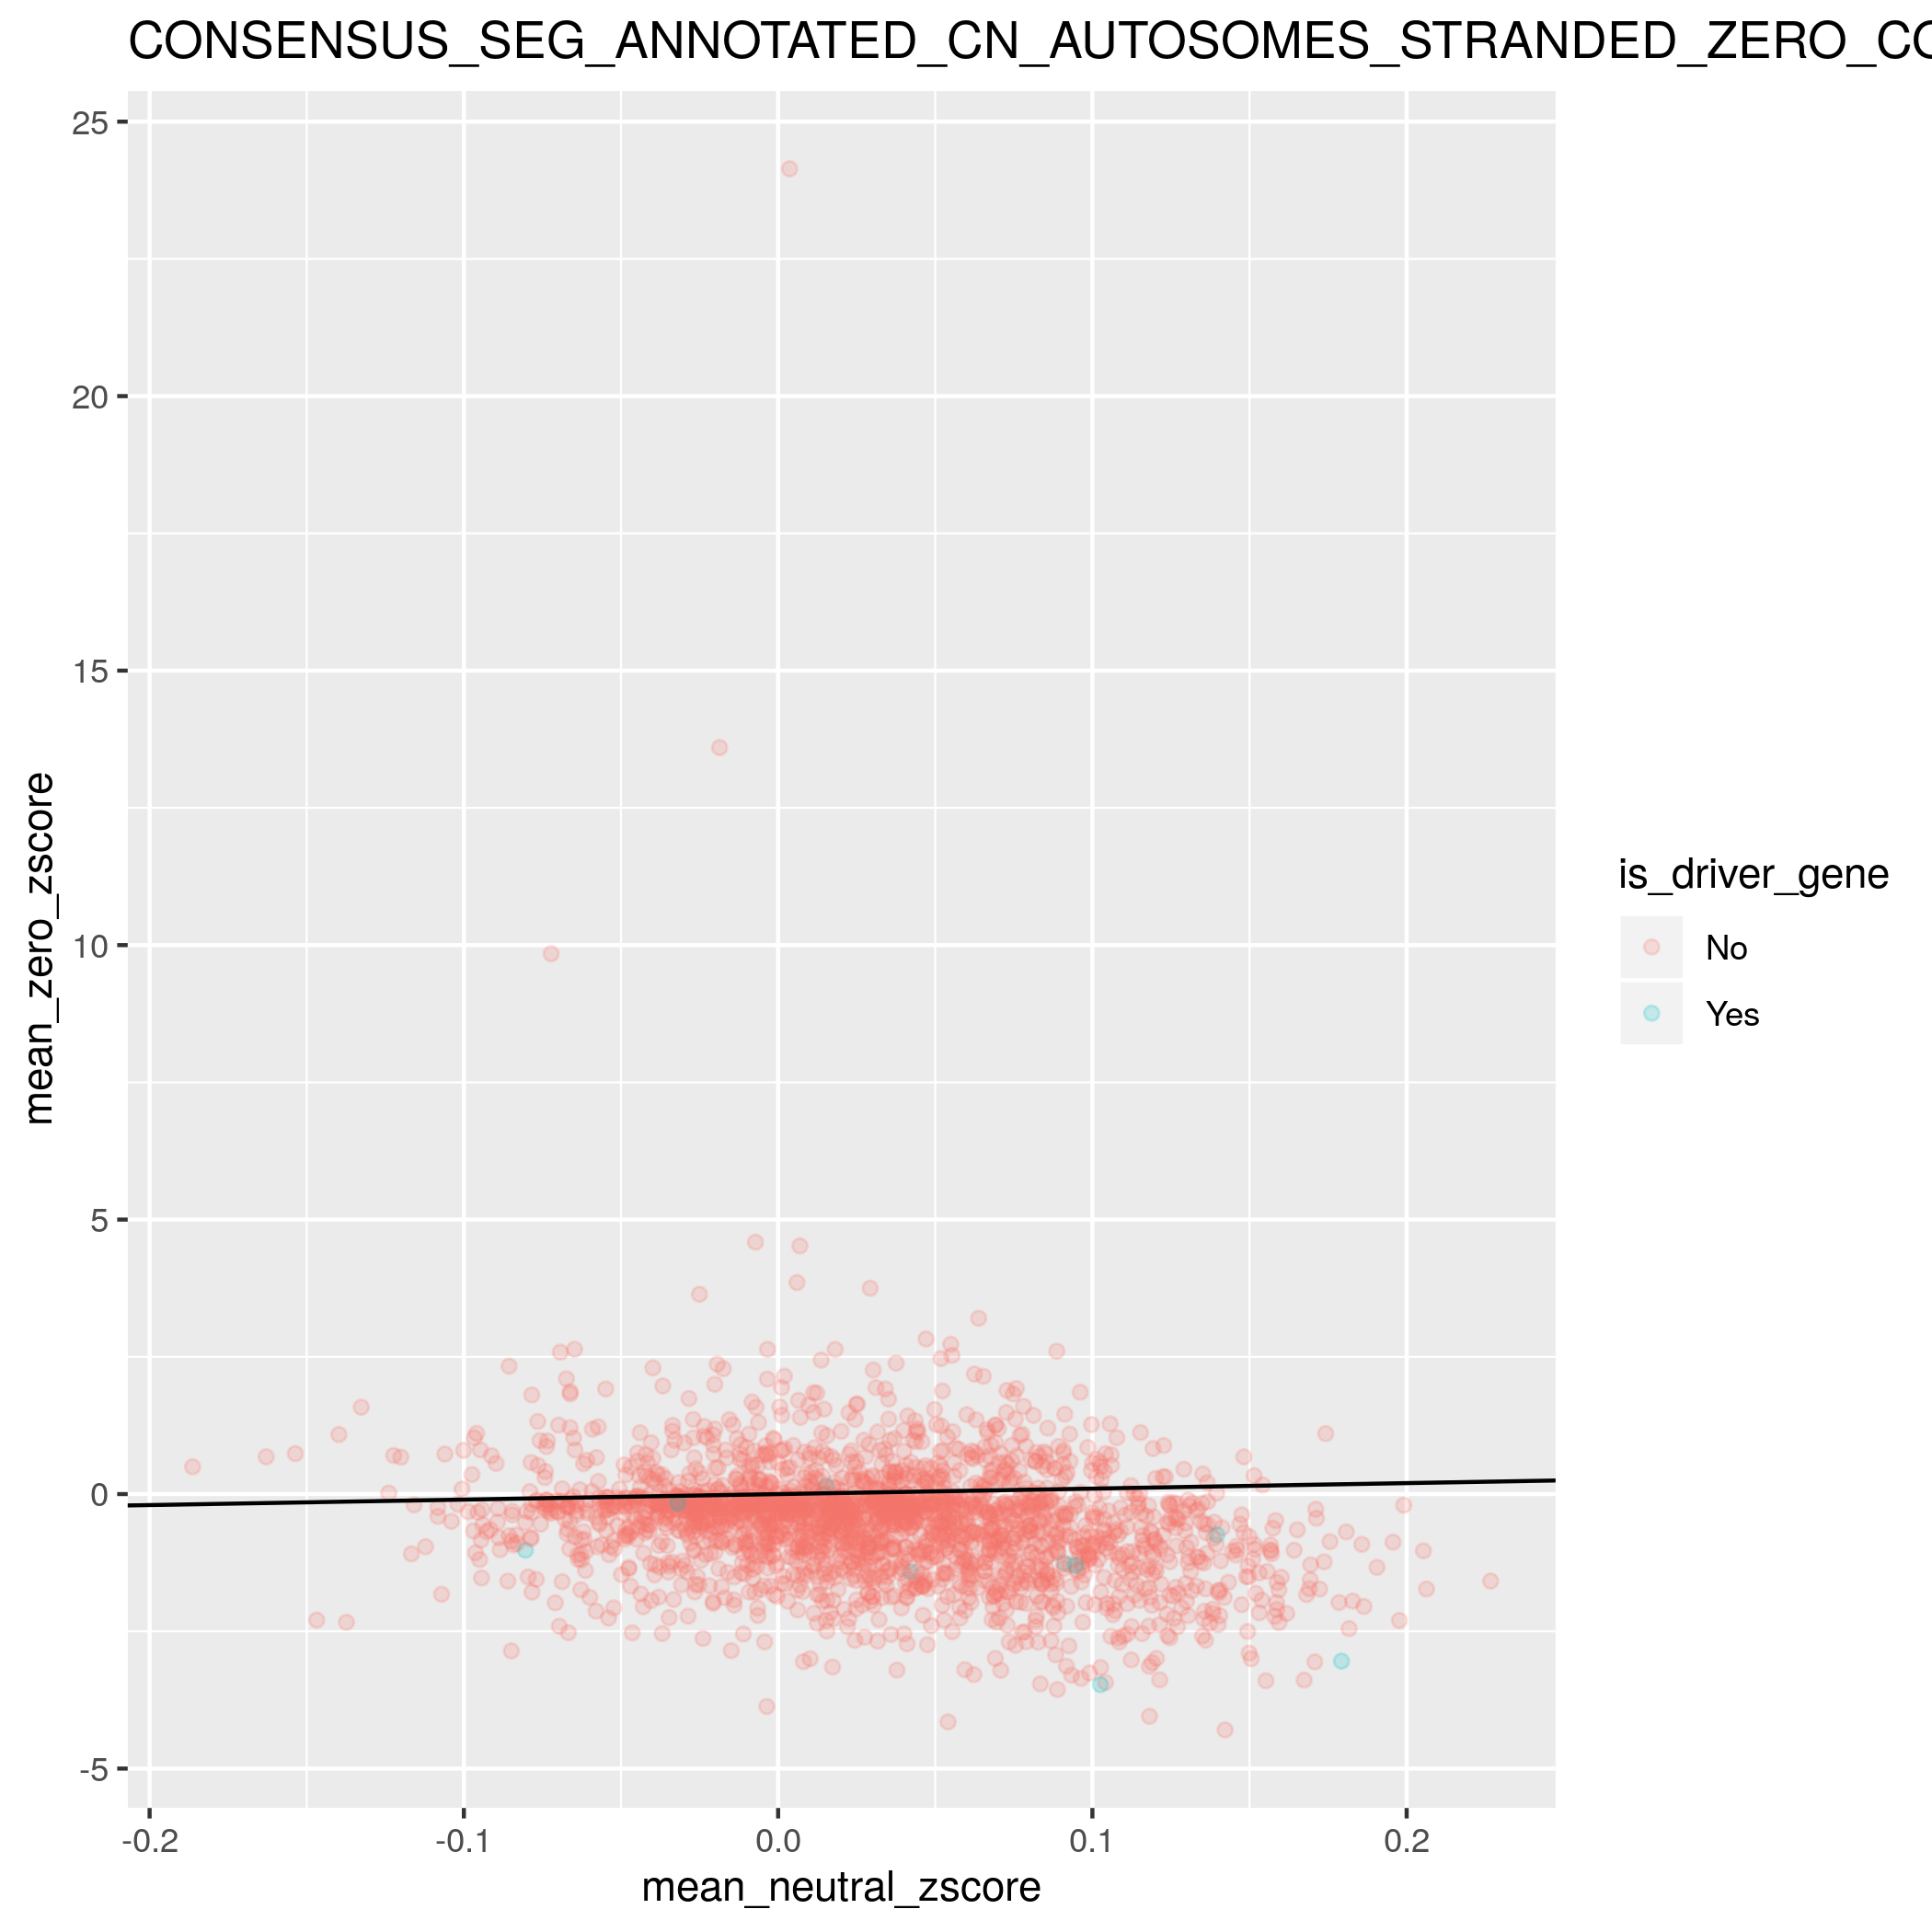 CONSENSUS_SEG_ANNOTATED_CN_AUTOSOMES_STRANDED_ZERO_CO
25
20
15
10
5
0
-5
mean_zero_zscore
-0.2
-0.1
0.0
0.1
0.2
mean_neutral_zscore
is_driver_gene
No
Yes